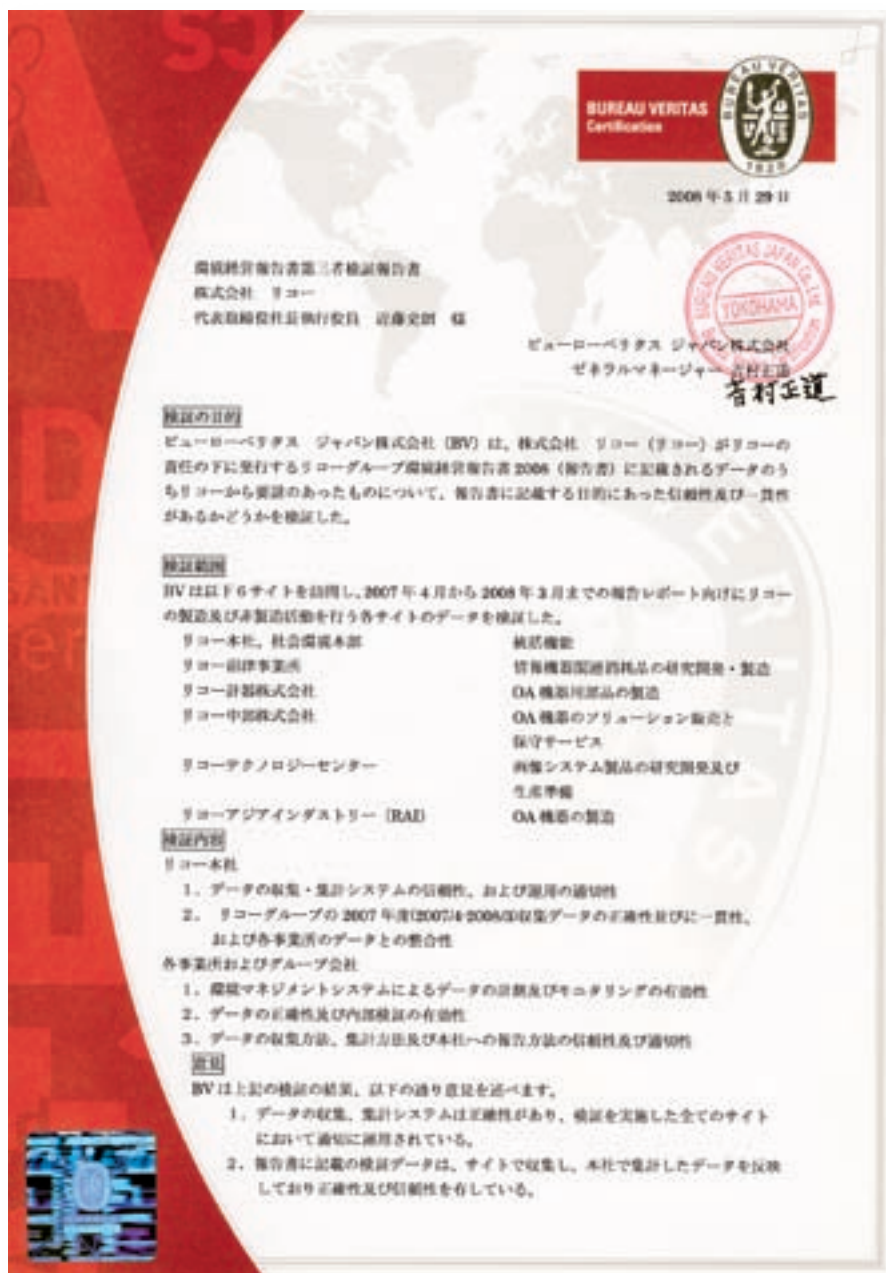 BUREAU VERITAS
Certification
BUREAU VERITAS
1828
2008年5月29日
環境経営報告書第三者検証報告書
株式会社 リコー
代表取締役社長執行役員 近藤史朗 様
BUREAU VERITAS JAPAN Co., Ltd.
YOKOHAMA
ビューローベリタス ジャパン株式会社
ゼネラルマネージャー
検証の目的
ビューローベリタス ジャパン株式会社（BV）は、株式会社 リコー（リコー）がリコーの
責任の下に発行するリコーグループ環境経営報告書2008（報告書）に記載されるデータのう
ちリコーから要請のあったものについて、報告書に記載する目的にあった信頼性及び一貫性
があるかどうかを検証した。
検証範囲
BVは以下6サイトを訪問し、2007年4月から2008年3月までの報告レポート向けにリコー
の製造及び非製造活動を行う各サイトのデータを検証した。
リコー本社、社会環境本部 統括機能
リコー沼津事業所 情報機器関連消耗品の研究開発・製造
リコー計器株式会社 OA機器用部品の製造
リコー中部株式会社 OA機器のソリューション販売と
保守サービス
リコーテクノロジーセンター 画像システム製品の研究開発及び
生産準備
リコーアジアインダストリー（RAI） OA機器の製造
検証内容
リコー本社
1．データの収集・集計システムの信頼性、および運用の適切性
2． リコーグループの2007年度(2007/4-2008/3)収集データの正確性並びに一貫性、
および各事業所のデータとの整合性
各事業所およびグループ会社
1．環境マネジメントシステムによるデータの計測及びモニタリングの有効性
2．データの正確性及び内部検証の有効性
3．データの収集方法、集計方法及び本社への報告方法の信頼性及び適切性
意見
BVは上記の検証の結果、以下の通り意見を述べます。
1．データの収集、集計システムは正確性があり、検証を実施した全てのサイト
において適切に運用されている。
2．報告書に記載の検証データは、サイトで収集し、本社で集計したデータを反映
しており正確性及び信頼性を有している。